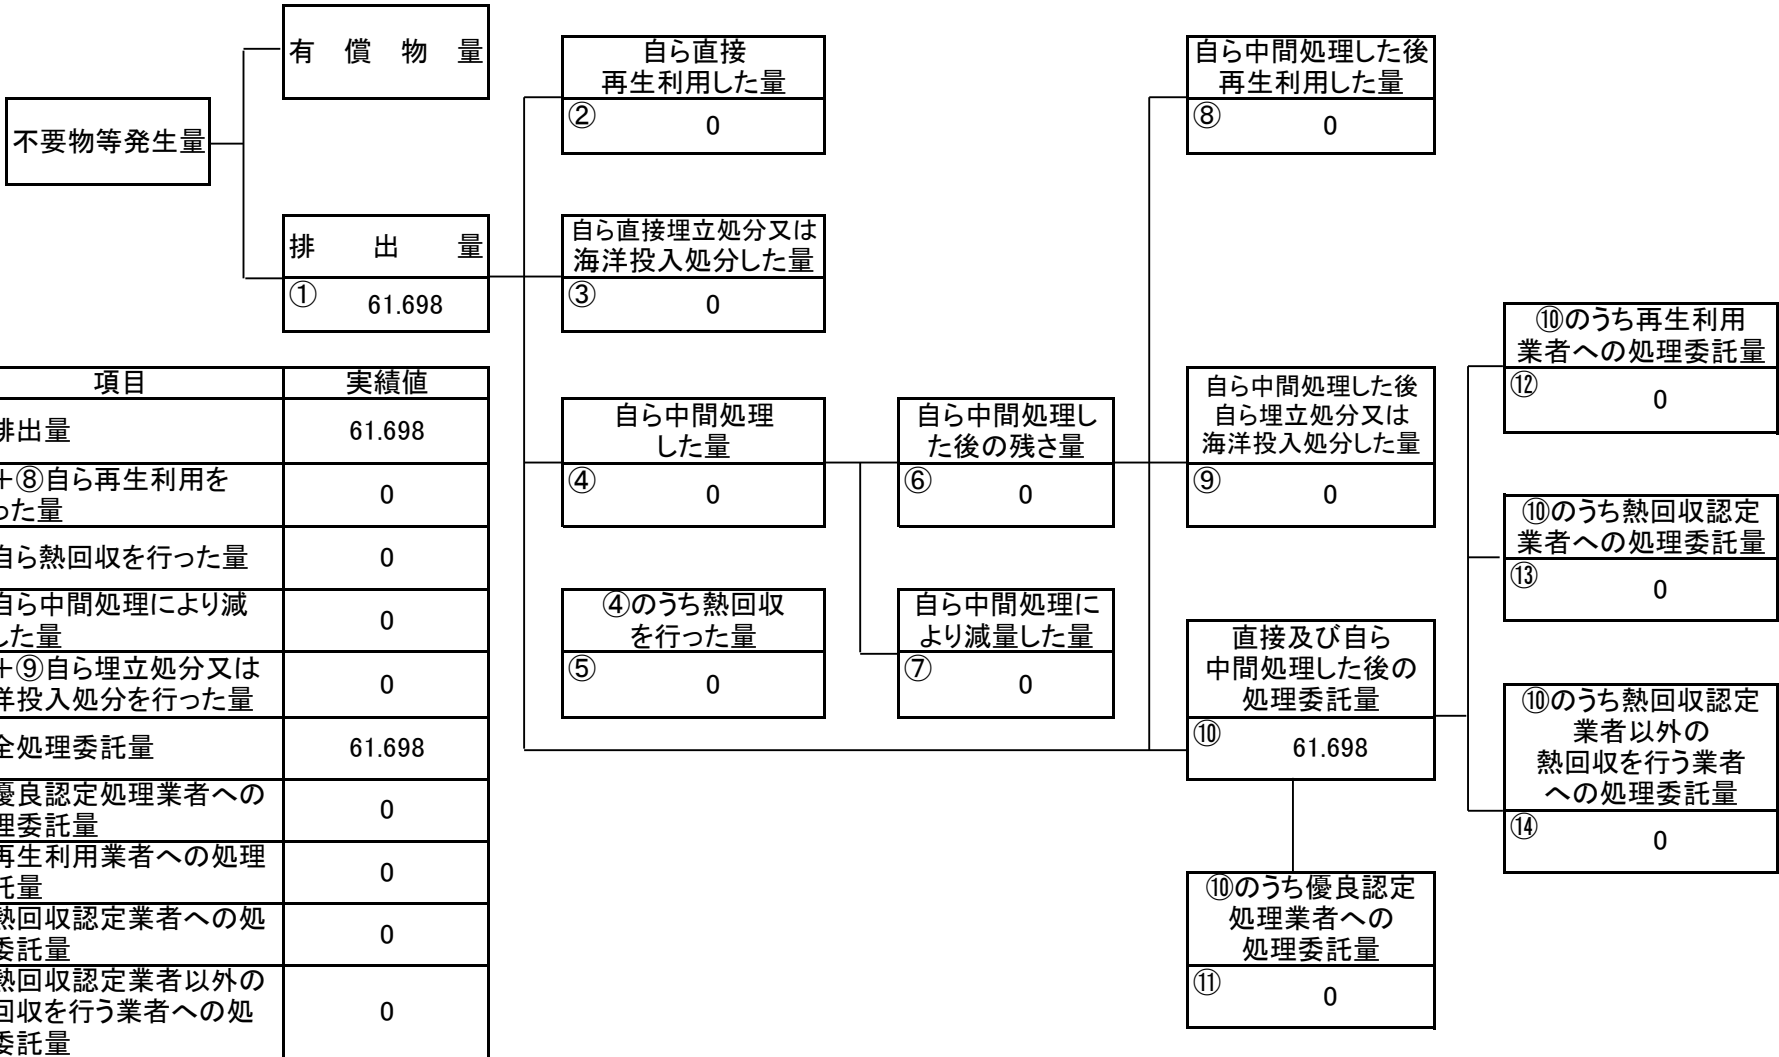 有償物量
不要物等発生量
排出量
① 61.698
自ら直接
再生利用した量
② 0
自ら直接埋立処分又は
海洋投入処分した量
③ 0
自ら中間処理
した量
④ 0
④のうち熱回収
を行った量
⑤ 0
自ら中間処理し
た後の残さ量
⑥ 0
自ら中間処理に
より減量した量
⑦ 0
自ら中間処理した後
再生利用した量
⑧ 0
自ら中間処理した後
自ら埋立処分又は
海洋投入処分した量
⑨ 0
直接及び自ら
中間処理した後の
処理委託量
⑩ 61.698
⑩のうち優良認定
処理業者への
処理委託量
⑪ 0
⑩のうち再生利用
業者への処理委託量
⑫ 0
⑩のうち熱回収認定
業者への処理委託量
⑬ 0
⑩のうち熱回収認定
業者以外の
熱回収を行う業者
への処理委託量
⑭ 0
項目 実績値
排出量 61.698
+⑧自ら再生利用を
った量 0
自ら熱回収を行った量 0
自ら中間処理により減
した量 0
+⑨自ら埋立処分又は
洋投入処分を行った量 0
全処理委託量 61.698
優良認定処理業者への
理委託量 0
再生利用業者への処理
託量 0
熱回収認定業者への処
委託量 0
熱回収認定業者以外の
回収を行う業者への処
委託量 0